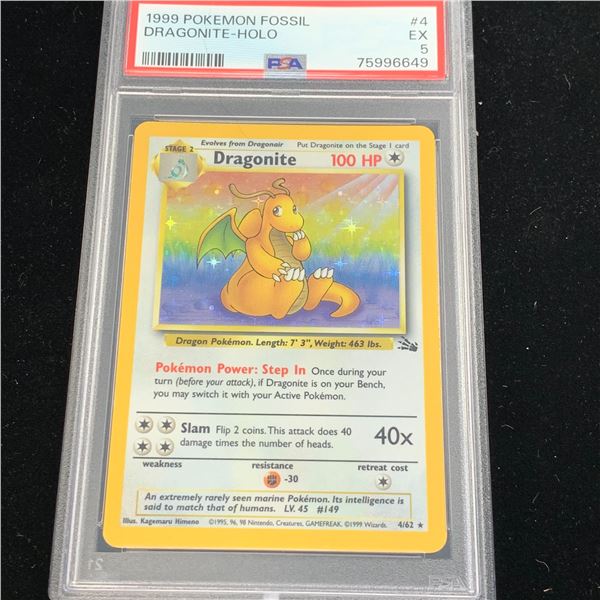 1999 POKEMON FOSSIL #4
DRAGONITE-HOLO EX
5
PSA 75996649
STAGE 2
Evolves from Dragonair Put Dragonite on the Stage 1 card
Dragonite 100 HP
Dragon Pokémon. Length: 7' 3", Weight: 463 lbs.
Pokémon Power: Step In Once during your
turn (before your attack), if Dragonite is on your Bench,
you may switch it with your Active Pokémon.
Slam Flip 2 coins. This attack does 40
damage times the number of heads.
40x
weakness resistance retreat cost
-30
An extremely rarely seen marine Pokémon. Its intelligence is
said to match that of humans. LV. 45 #149
Illus. Kagemaru Himeno ©1995, 96, 98 Nintendo, Creatures, GAMEFREAK. ©1999 Wizards. 4/62 ★